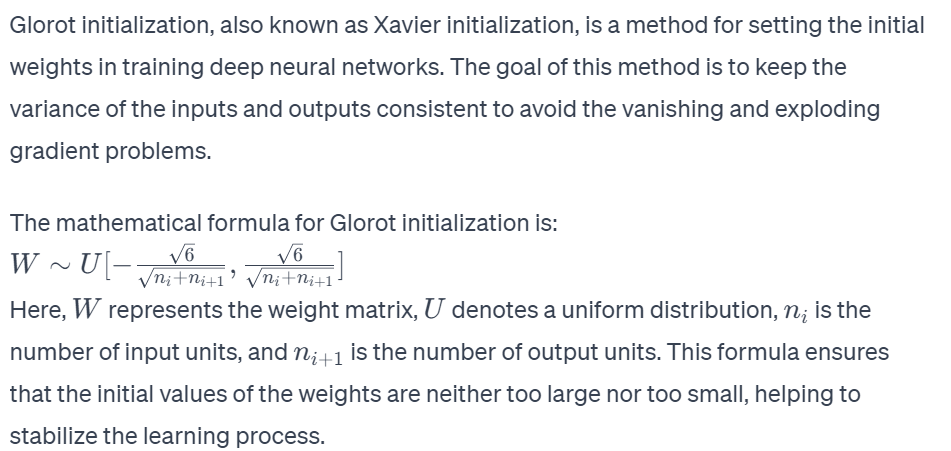 Glorot initialization, also known as Xavier initialization, is a method for setting the initial
weights in training deep neural networks. The goal of this method is to keep the
variance of the inputs and outputs consistent to avoid the vanishing and exploding
gradient problems.
The mathematical formula for Glorot initialization is:
$W \sim U[-\frac{\sqrt{6}}{\sqrt{n_i+n_{i+1}}}, \frac{\sqrt{6}}{\sqrt{n_i+n_{i+1}}}]$
Here, $W$ represents the weight matrix, $U$ denotes a uniform distribution, $n_i$ is the
number of input units, and $n_{i+1}$ is the number of output units. This formula ensures
that the initial values of the weights are neither too large nor too small, helping to
stabilize the learning process.